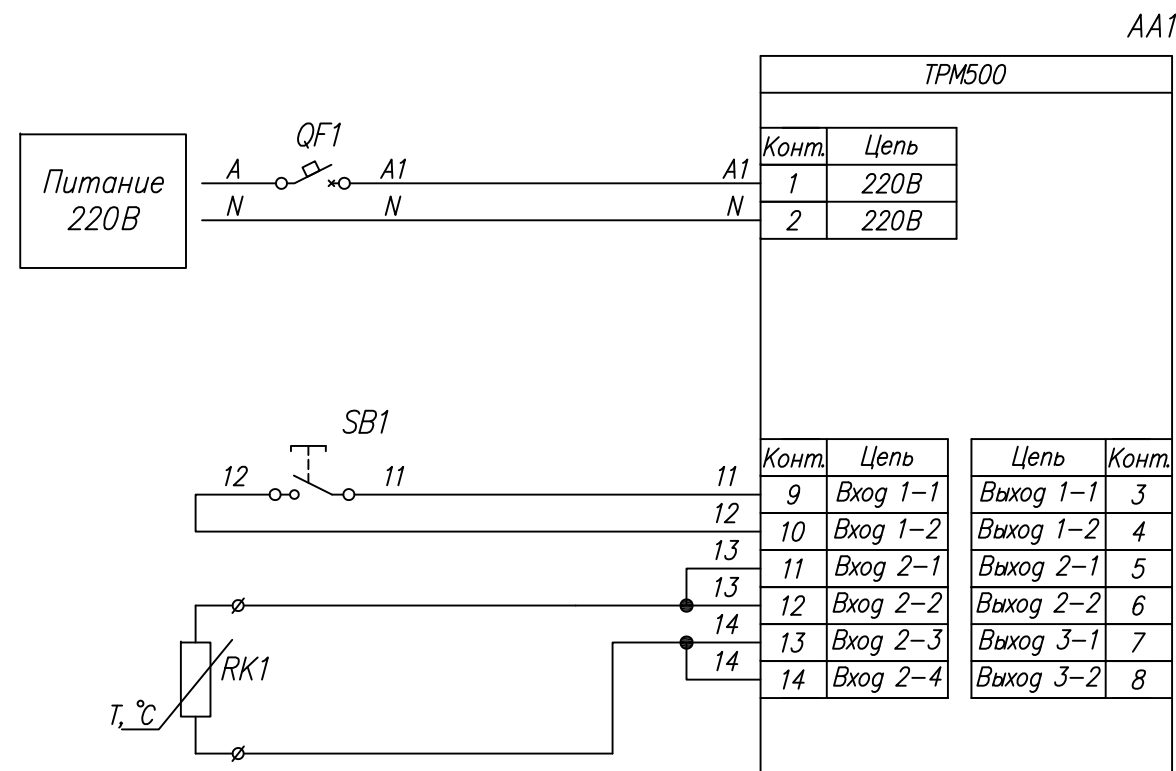 AA1
ТРМ500
Питание
220В
QF1
A
A1
A1
N
N
N
Конт. Цепь
1 220В
2 220В
SB1
12
11
11
12
13
13
14
14
Конт. Цепь
9 Вход 1-1
10 Вход 1-2
11 Вход 2-1
12 Вход 2-2
13 Вход 2-3
14 Вход 2-4
Цепь Конт.
Выход 1-1 3
Выход 1-2 4
Выход 2-1 5
Выход 2-2 6
Выход 3-1 7
Выход 3-2 8
RK1
T, °C